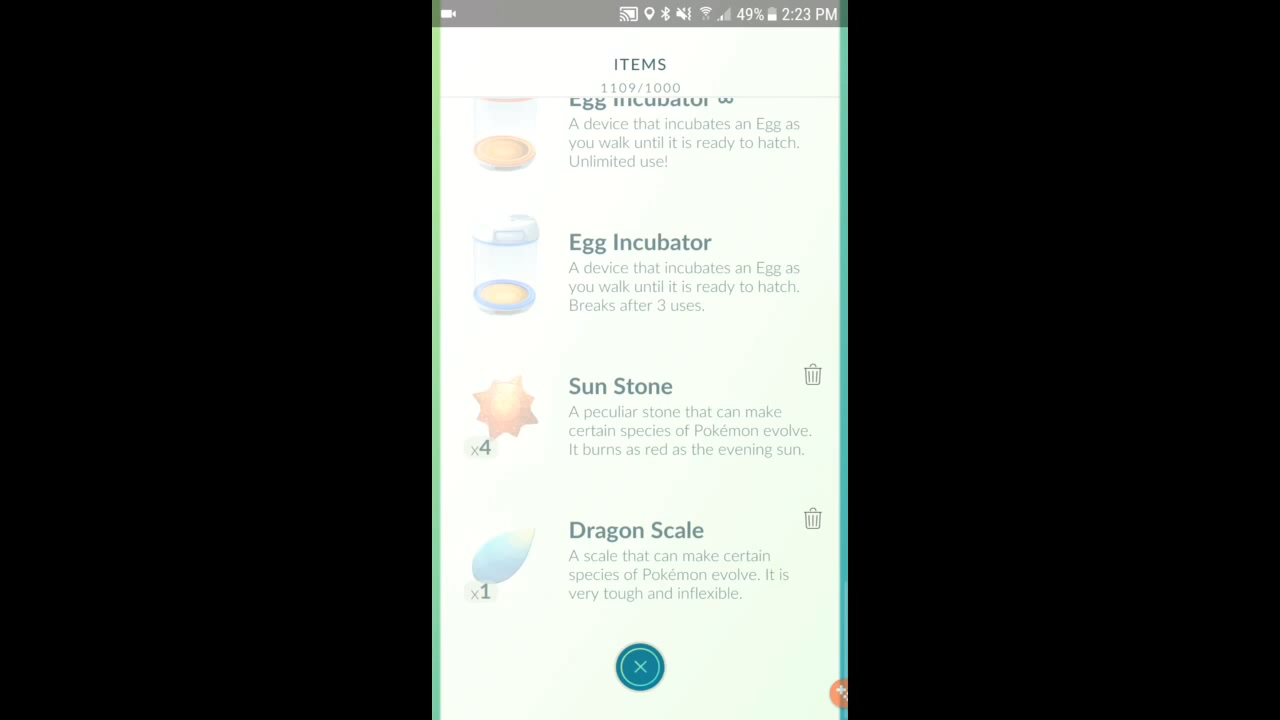 49% 2:23 PM
ITEMS
1109/1000
Egg Incubator ∞
A device that incubates an Egg as
you walk until it is ready to hatch.
Unlimited use!
Egg Incubator
A device that incubates an Egg as
you walk until it is ready to hatch.
Breaks after 3 uses.
Sun Stone
A peculiar stone that can make
certain species of Pokémon evolve.
It burns as red as the evening sun.
x4
Dragon Scale
A scale that can make certain
species of Pokémon evolve. It is
very tough and inflexible.
x1